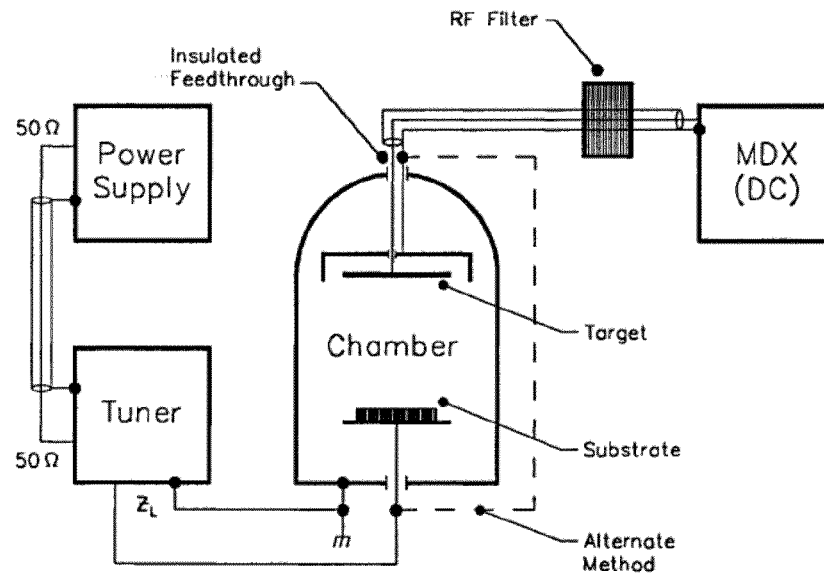 RF Filter
Insulated
Feedthrough
50 Ω
Power
Supply
MDX
(DC)
Target
Chamber
Tuner
Substrate
50 Ω
Z_L
m
Alternate
Method